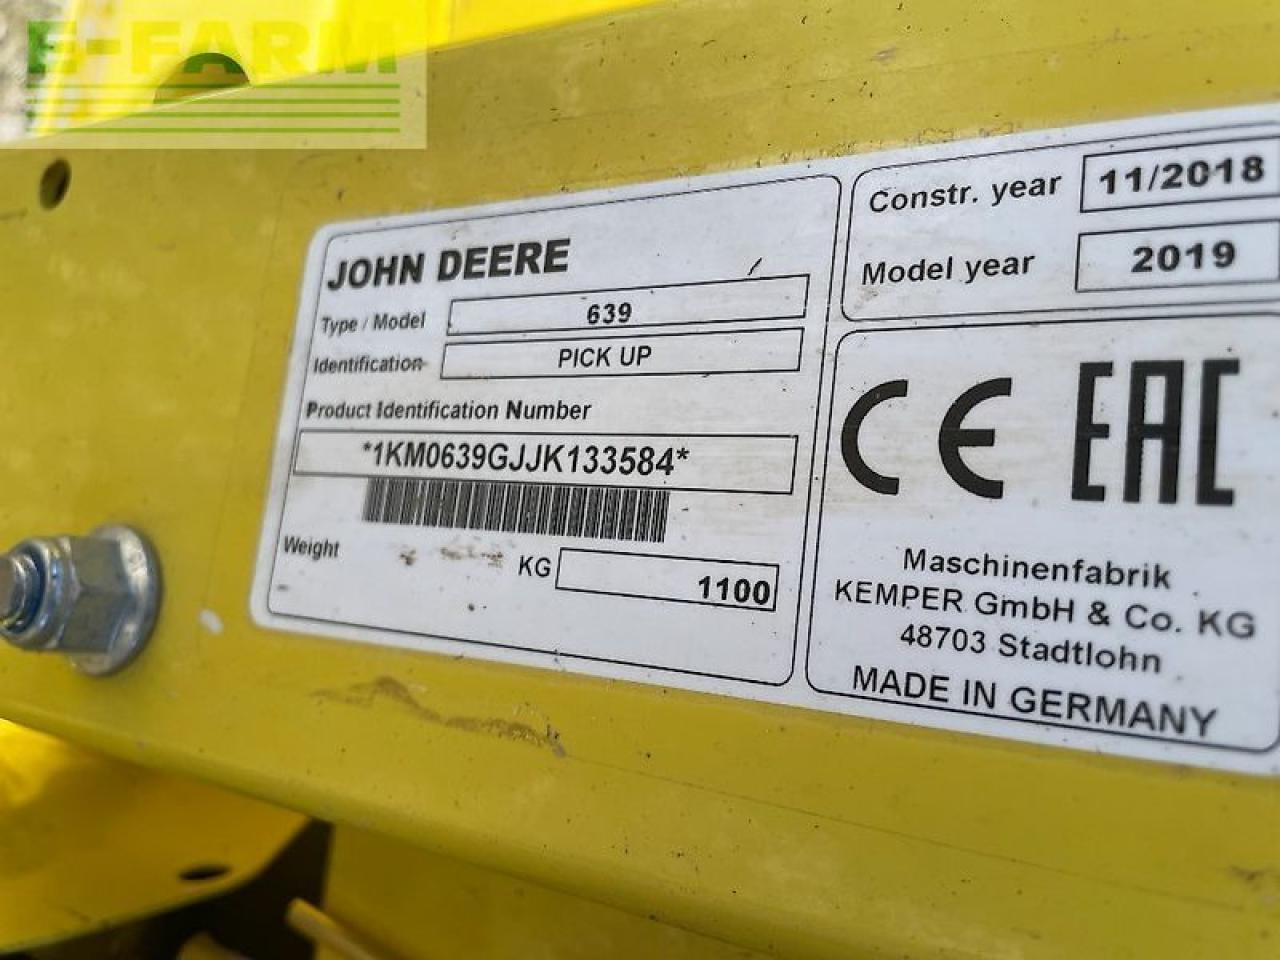 E-FARM
JOHN DEERE
Type / Model 639
Identification PICK UP
Product Identification Number
*1KM0639GJJK133584*
Weight KG 1100
Constr. year 11/2018
Model year 2019
CE EAC
Maschinenfabrik
KEMPER GmbH & Co. KG
48703 Stadtlohn
MADE IN GERMANY